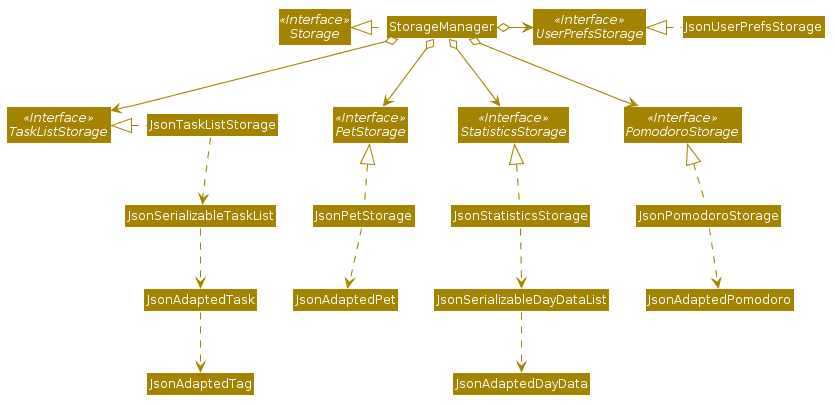 «Interface»
Storage
StorageManager
«Interface»
UserPrefsStorage
JsonUserPrefsStorage
«Interface»
TaskListStorage
JsonTaskListStorage
«Interface»
PetStorage
«Interface»
StatisticsStorage
«Interface»
PomodoroStorage
JsonSerializableTaskList
JsonPetStorage
JsonStatisticsStorage
JsonPomodoroStorage
JsonAdaptedTask
JsonAdaptedPet
JsonSerializableDayDataList
JsonAdaptedPomodoro
JsonAdaptedTag
JsonAdaptedDayData